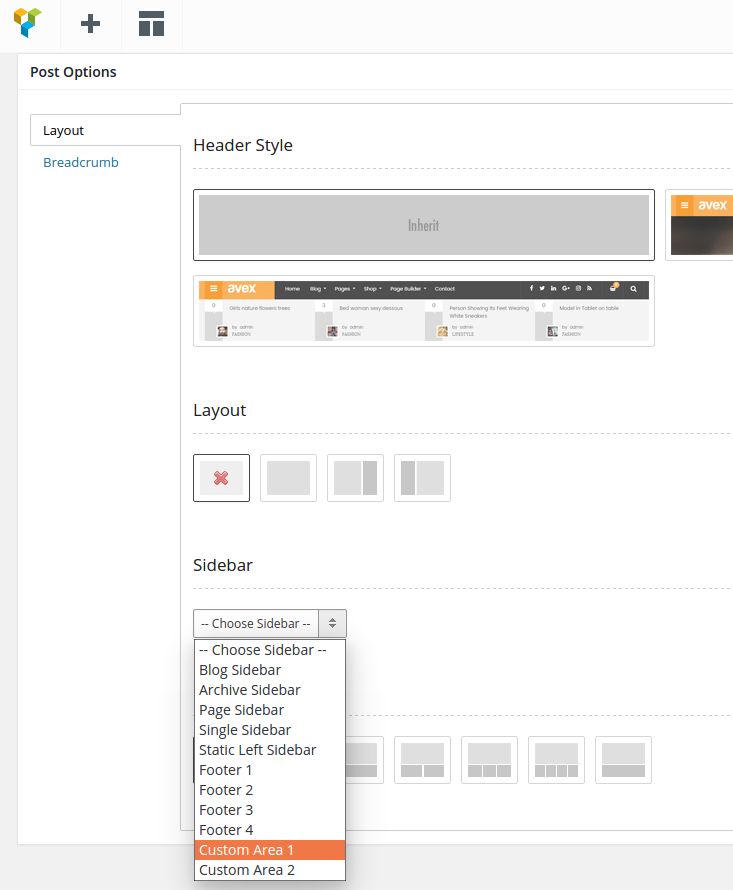 Post Options
Layout
Breadcrumb
Header Style
Inherit
avex
avex Home Blog Pages Shop Page Builder Contact
0 3 0 0
Girls nature flowers trees
Bed woman sexy dessious
Person Showing Its Feet Wearing
White Sneakers
Model in Tablet on table
by admin
FASHION
by admin
FASHION
by admin
LIFESTYLE
by admin
FASHION
Layout
Sidebar
-- Choose Sidebar --
-- Choose Sidebar --
Blog Sidebar
Archive Sidebar
Page Sidebar
Single Sidebar
Static Left Sidebar
Footer 1
Footer 2
Footer 3
Footer 4
Custom Area 1
Custom Area 2